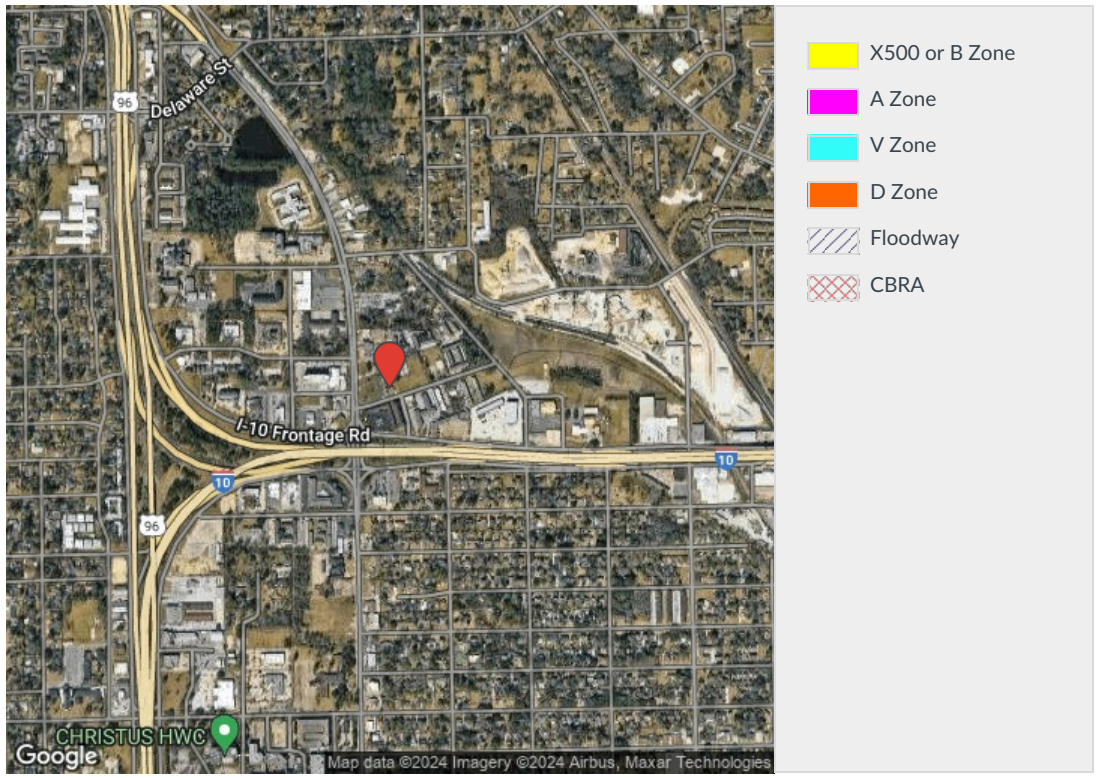 96
Delaware St
I-10 Frontage Rd
10
10
96
CHRISTUS HWC
Google
Map data ©2024 Imagery ©2024 Airbus, Maxar Technologies
X500 or B Zone
A Zone
V Zone
D Zone
Floodway
CBRA